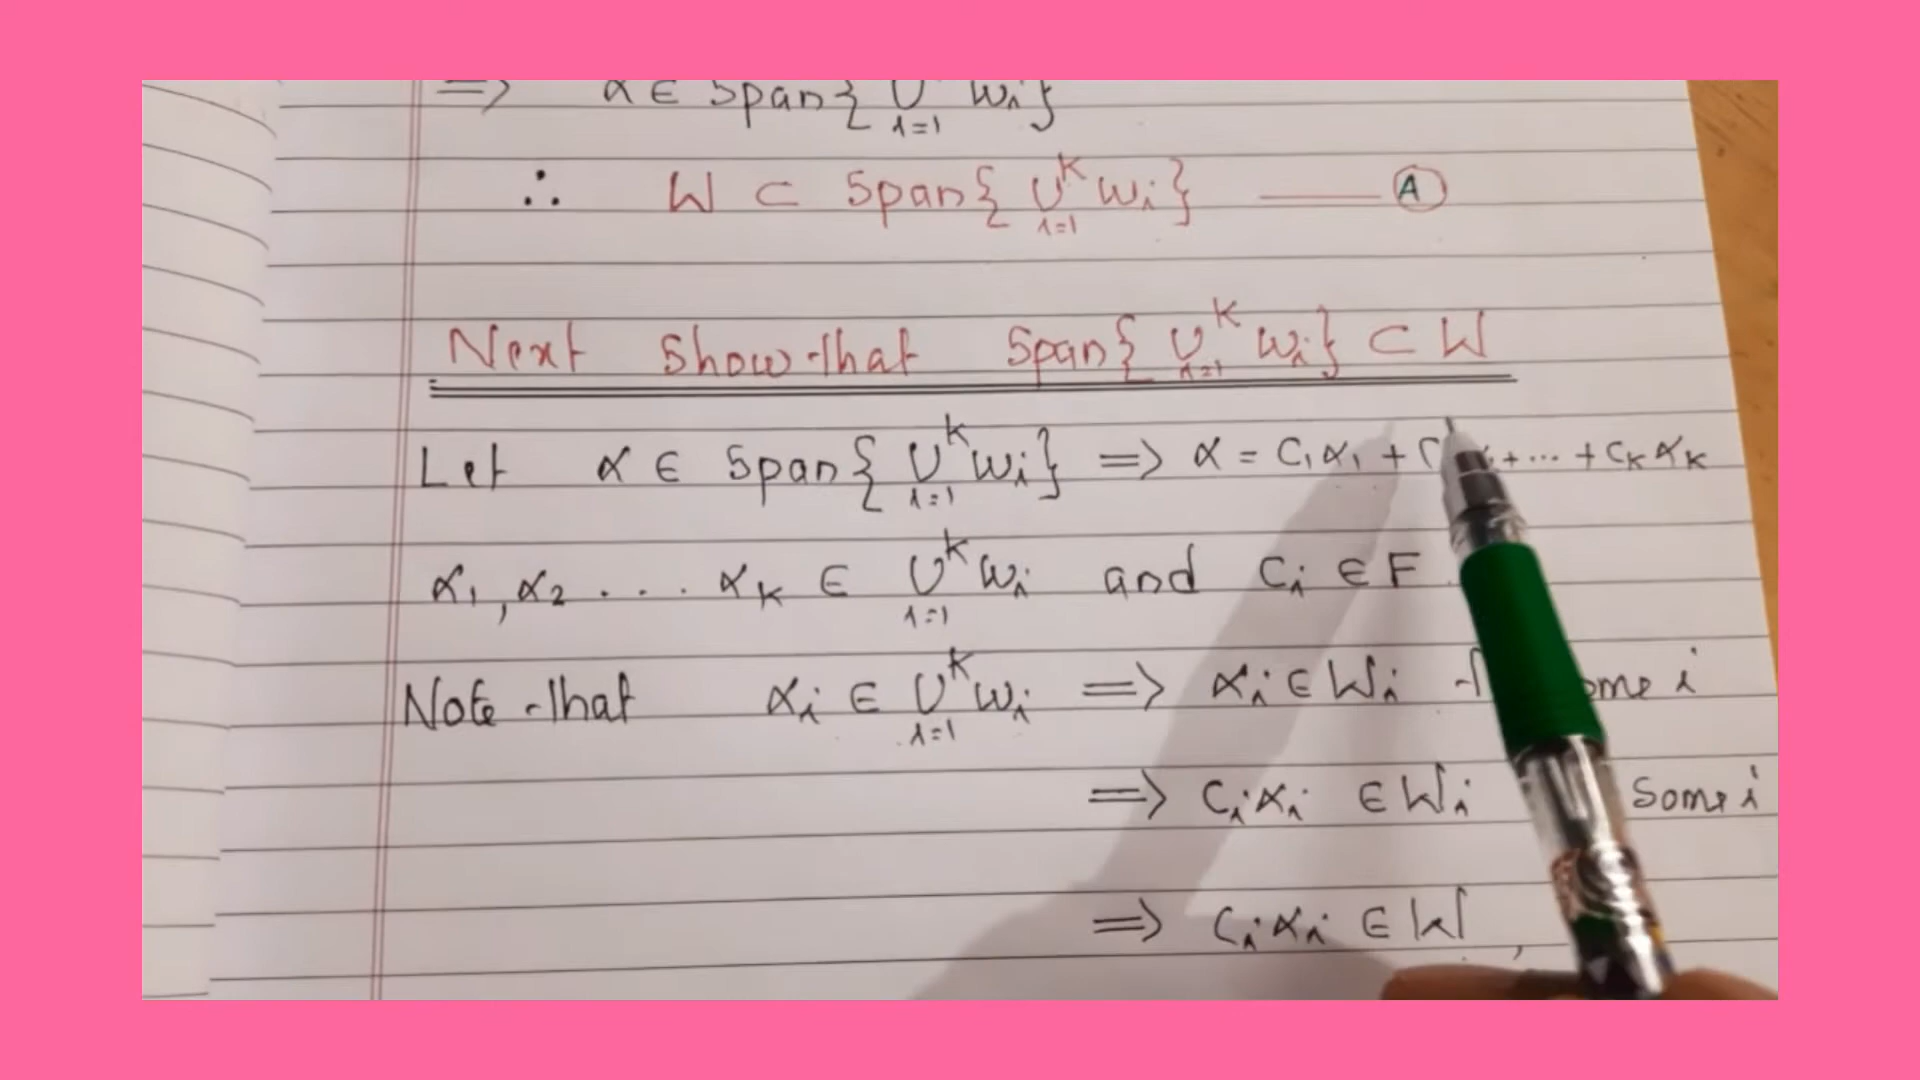 ⇒ α ∈ Span{ ∪ᵢ₌₁ Wᵢ}
∴ W ⊂ Span{ ∪ᵏᵢ₌₁ Wᵢ} —— Ⓐ
Next Show that Span{ ∪ᵏᵢ₌₁ Wᵢ} ⊂ W
Let α ∈ Span{ ∪ᵏᵢ₌₁ Wᵢ} ⇒ α = C₁α₁ + + ... + Cₖαₖ
α₁, α₂ .... αₖ ∈ ∪ᵏᵢ₌₁ Wᵢ and Cᵢ ∈ F
Note that αᵢ ∈ ∪ᵏᵢ₌₁ Wᵢ ⇒ αᵢ ∈ Wᵢ i
⇒ Cᵢαᵢ ∈ Wᵢ Some i
⇒ Cᵢαᵢ ∈ W ,